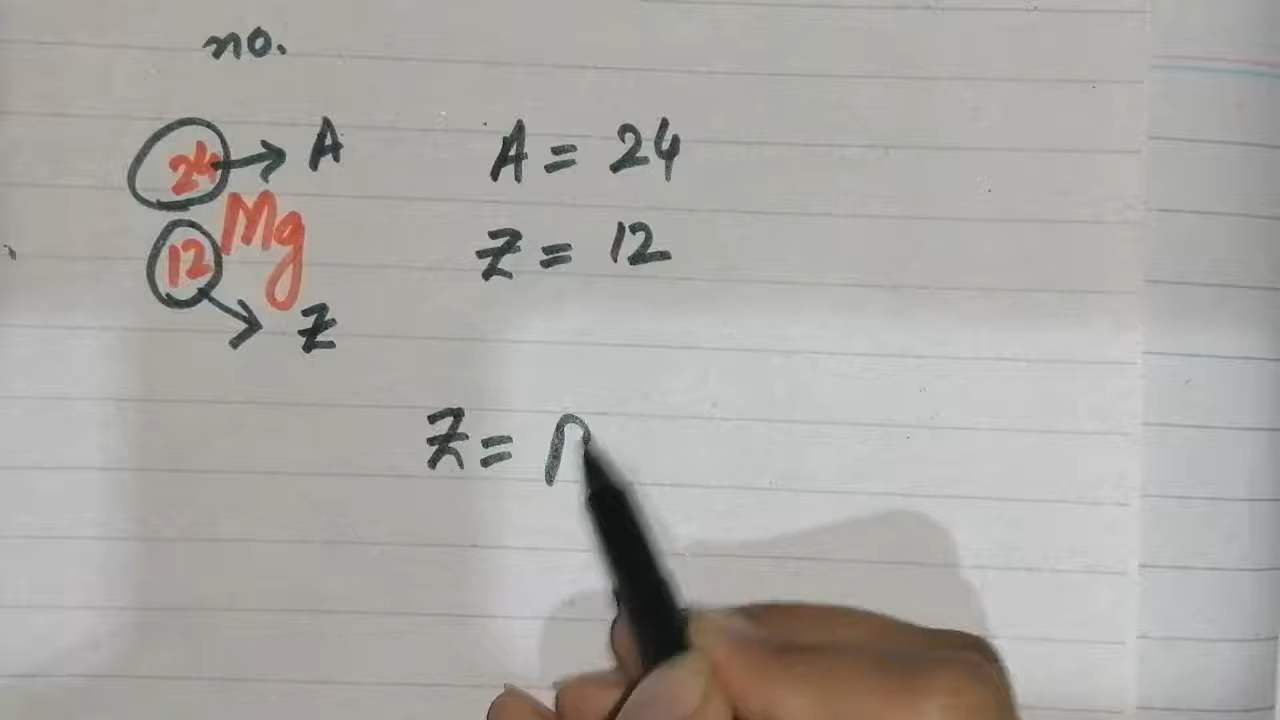 no.
24 → A A = 24
Mg
12 → Z Z = 12
Z =